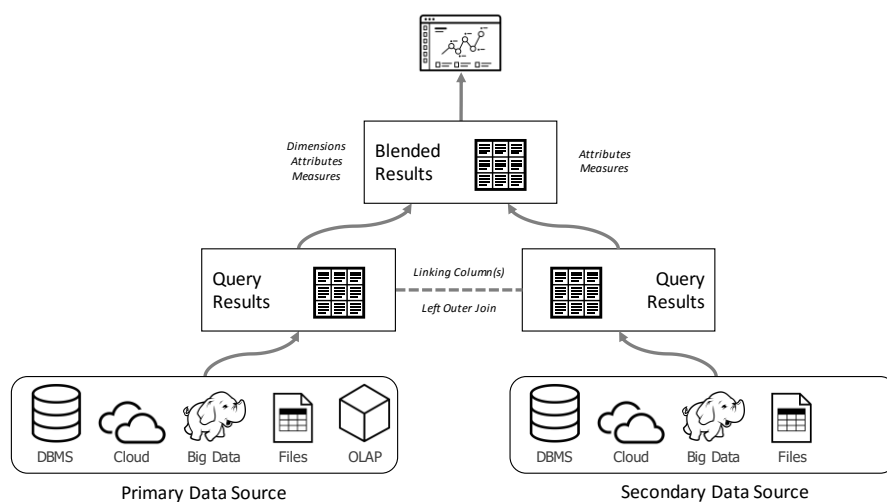 Dimensions
Attributes
Measures
Blended
Results
Attributes
Measures
Query
Results
Linking Column(s)
Left Outer Join
Query
Results
DBMS
Cloud
Big Data
Files
OLAP
DBMS
Cloud
Big Data
Files
Primary Data Source
Secondary Data Source